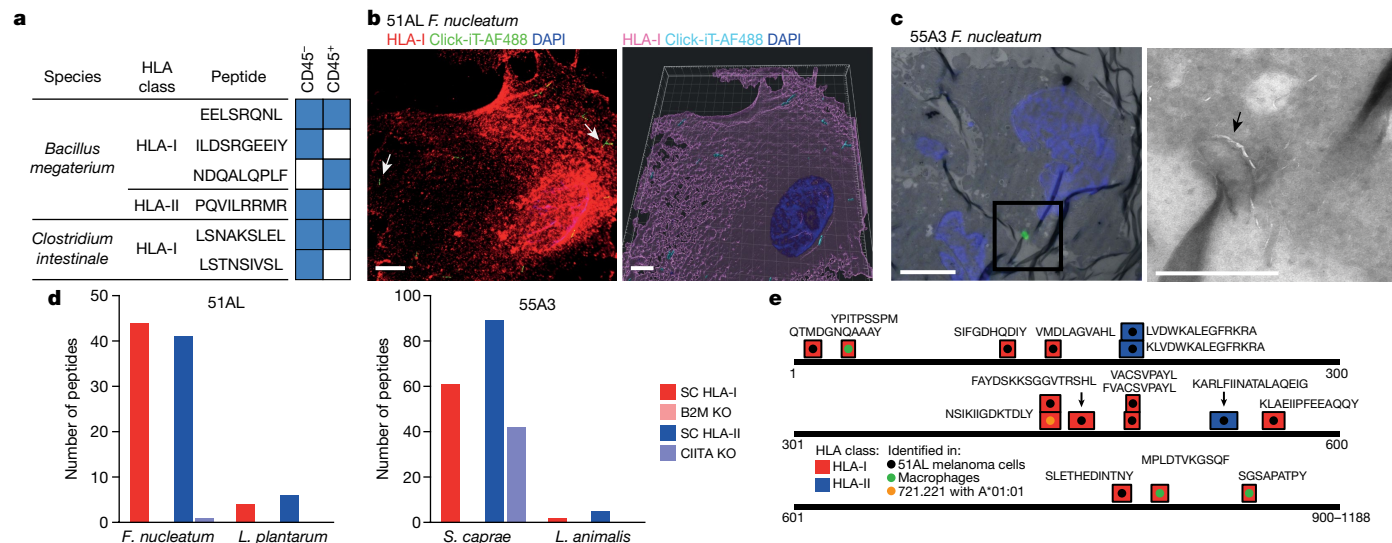 a
Species
HLA class
Peptide
CD45⁻
CD45⁺
Bacillus megaterium
HLA-I
EELSRQNL
ILDSRGEEIY
NDQALQPLF
HLA-II
PQVILRRMR
Clostridium intestinale
HLA-I
LSNAKSLEL
LSTNSIVSL
b
51AL F. nucleatum
HLA-I Click-iT-AF488 DAPI
HLA-I Click-iT-AF488 DAPI
c
55A3 F. nucleatum
d
51AL
Number of peptides
50
40
30
20
10
0
F. nucleatum
L. plantarum
55A3
Number of peptides
100
80
60
40
20
0
S. caprae
L. animalis
SC HLA-I
B2M KO
SC HLA-II
CIITA KO
e
YPITPSSPM
QTMDGNQAAAY
SIFGDHQDIY
VMDLAGVAHL
LVDWKALEGFRKRA
KLVDWKALEGFRKRA
1
300
FAYDSKKSGGVTRSHL
VACSVPAYL
FVACSVPAYL
KARLFIINATALAQEIG
NSIKIIGDKTDLY
KLAEIIPFEEAQQY
301
600
HLA class:
HLA-I
HLA-II
Identified in:
51AL melanoma cells
Macrophages
721.221 with A*01:01
MPLDTVKGSQF
SLETHEDINTNY
SGSAPATPY
601
900–1188